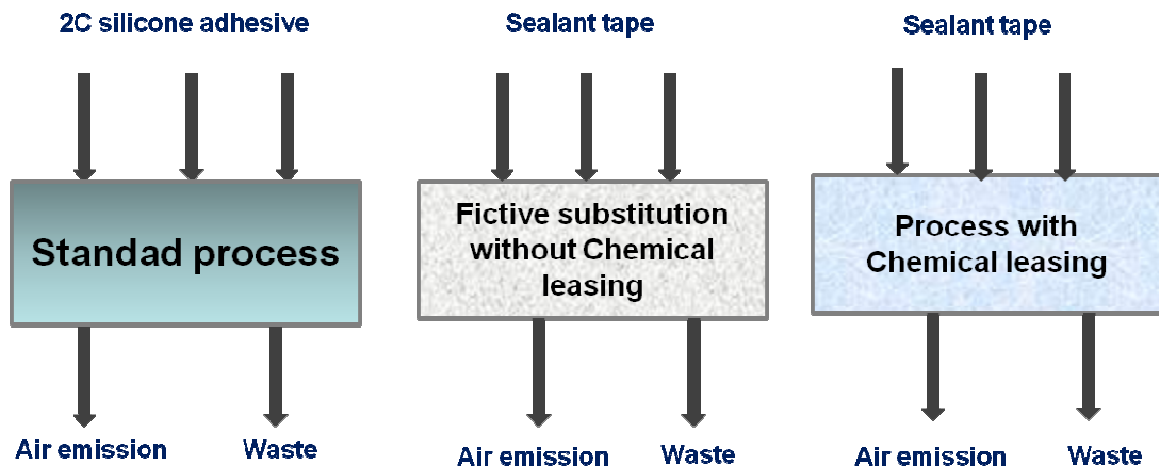 2C silicone adhesive
Standad process
Air emission
Waste
Sealant tape
Fictive substitution
without Chemical
leasing
Air emission
Waste
Sealant tape
Process with
Chemical leasing
Air emission
Waste